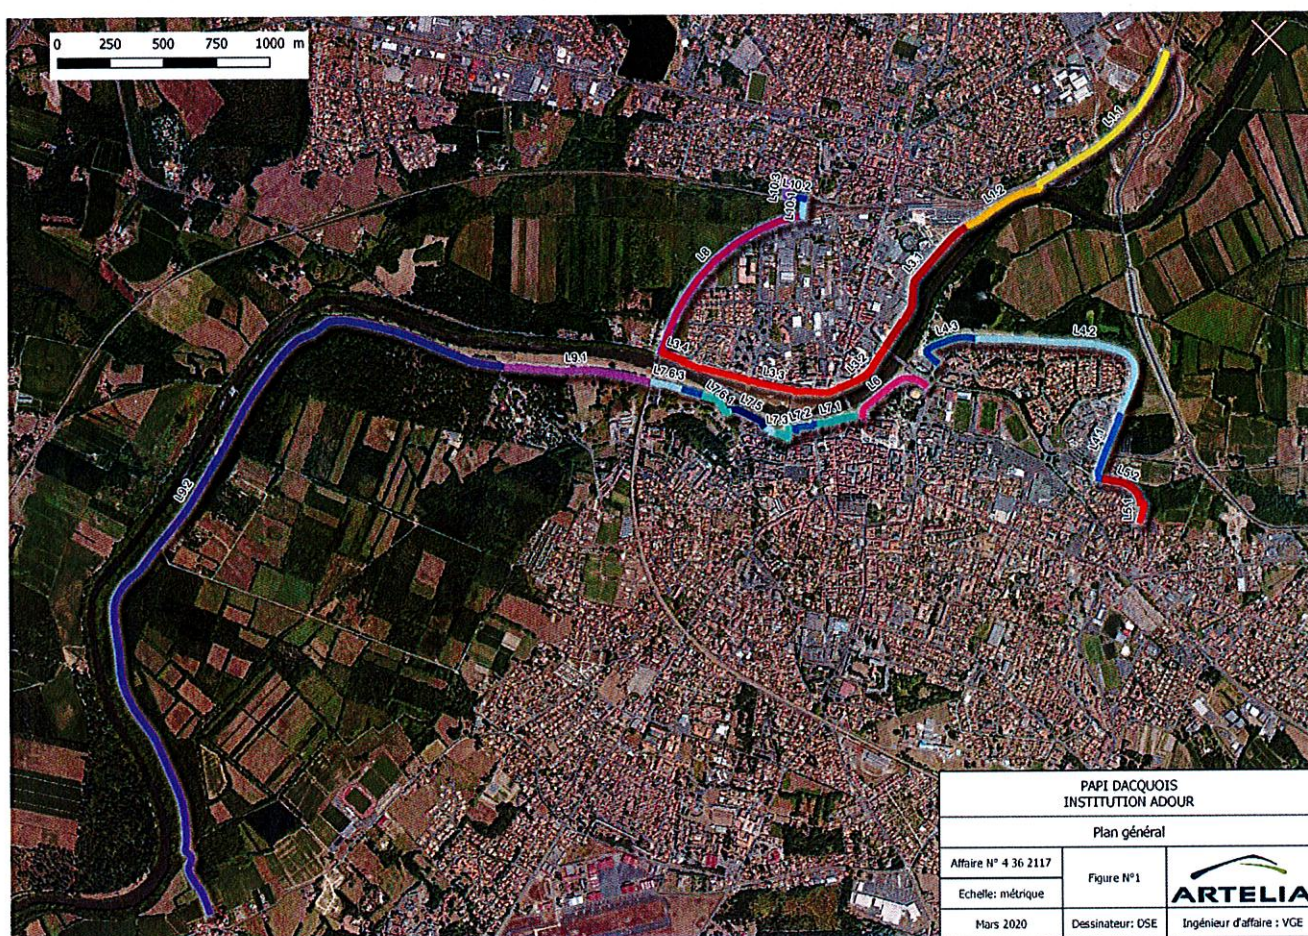 0 250 500 750 1000 m
L1.1
L1.2
L10.3
L10.2
L10.1
L8
L3.1
L3.4
L4.3
L4.2
L9.1
L3.3
L3.2
L6
L7.6.3
L7.6.1
L7.5
L7.3
L7.2
L7.1
L4.1
L5.2
L5.1
L9.2
PAPI DACQUOIS
INSTITUTION ADOUR
Plan général
Affaire N° 4 36 2117
Figure N°1
Echelle: métrique
ARTELIA
Mars 2020
Dessinateur: DSE
Ingénieur d'affaire : VGE